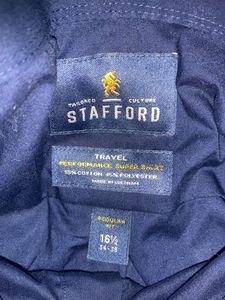 TAILORED CULTURE
STAFFORD
TRAVEL
PERFORMANCE SUPER SHIRT
55% COTTON 45% POLYESTER
MADE IN VIETNAM
REGULAR
FIT
16½
34-35